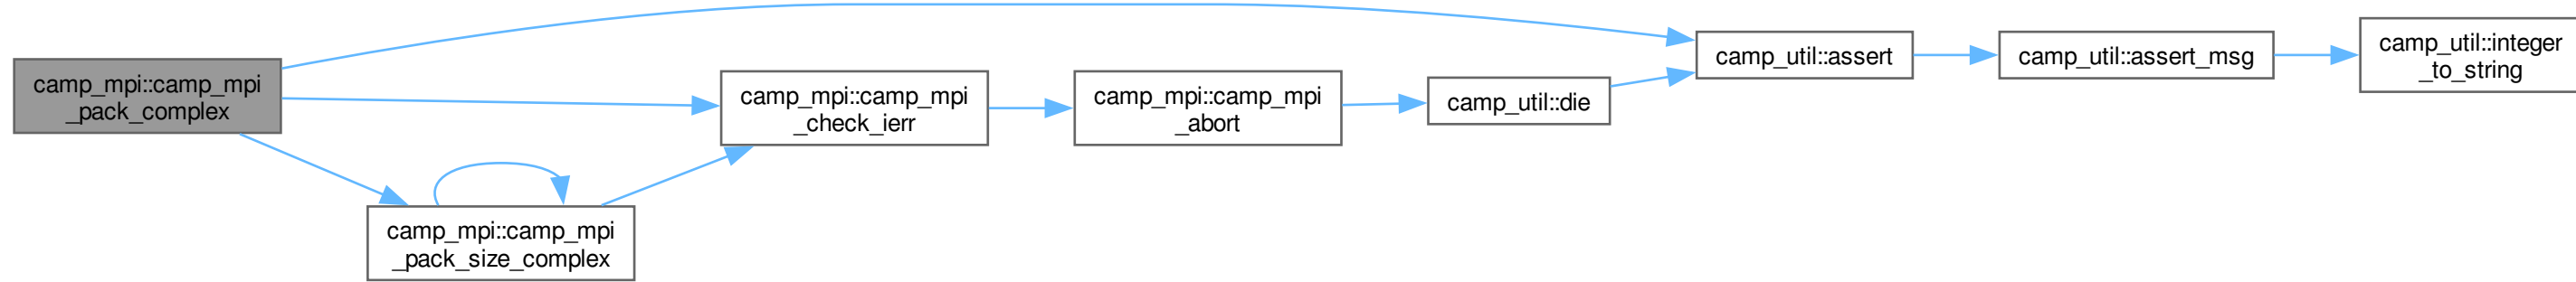 camp_mpi::camp_mpi
_pack_complex
camp_mpi::camp_mpi
_pack_size_complex
camp_mpi::camp_mpi
_check_ierr
camp_mpi::camp_mpi
_abort
camp_util::die
camp_util::assert
camp_util::assert_msg
camp_util::integer
_to_string